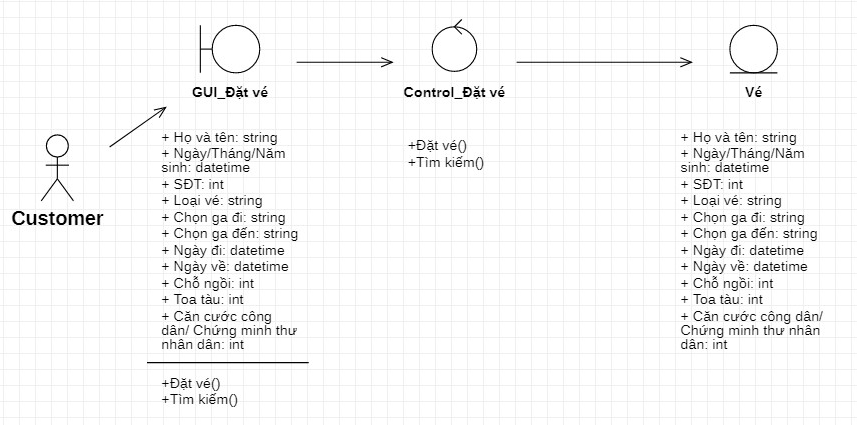 GUI_Đặt vé
Control_Đặt vé
Vé
Customer
+ Họ và tên: string
+ Ngày/Tháng/Năm
sinh: datetime
+ SĐT: int
+ Loại vé: string
+ Chọn ga đi: string
+ Chọn ga đến: string
+ Ngày đi: datetime
+ Ngày về: datetime
+ Chỗ ngồi: int
+ Toa tàu: int
+ Căn cước công
dân/ Chứng minh thư
nhân dân: int
+Đặt vé()
+Tìm kiếm()
+Đặt vé()
+Tìm kiếm()
+ Họ và tên: string
+ Ngày/Tháng/Năm
sinh: datetime
+ SĐT: int
+ Loại vé: string
+ Chọn ga đi: string
+ Chọn ga đến: string
+ Ngày đi: datetime
+ Ngày về: datetime
+ Chỗ ngồi: int
+ Toa tàu: int
+ Căn cước công dân/
Chứng minh thư nhân
dân: int